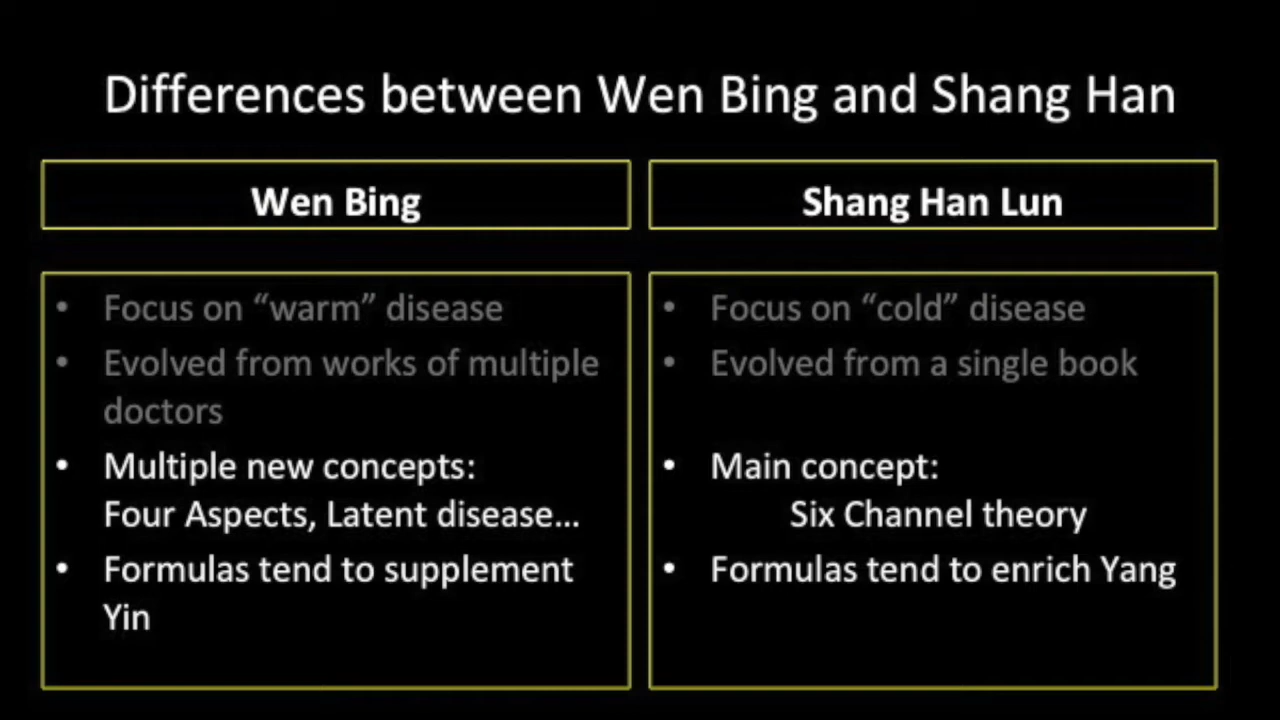 Differences between Wen Bing and Shang Han
Wen Bing
Shang Han Lun
• Focus on “warm” disease
• Evolved from works of multiple
doctors
• Multiple new concepts:
Four Aspects, Latent disease...
• Formulas tend to supplement
Yin
• Focus on “cold” disease
• Evolved from a single book
• Main concept:
Six Channel theory
• Formulas tend to enrich Yang